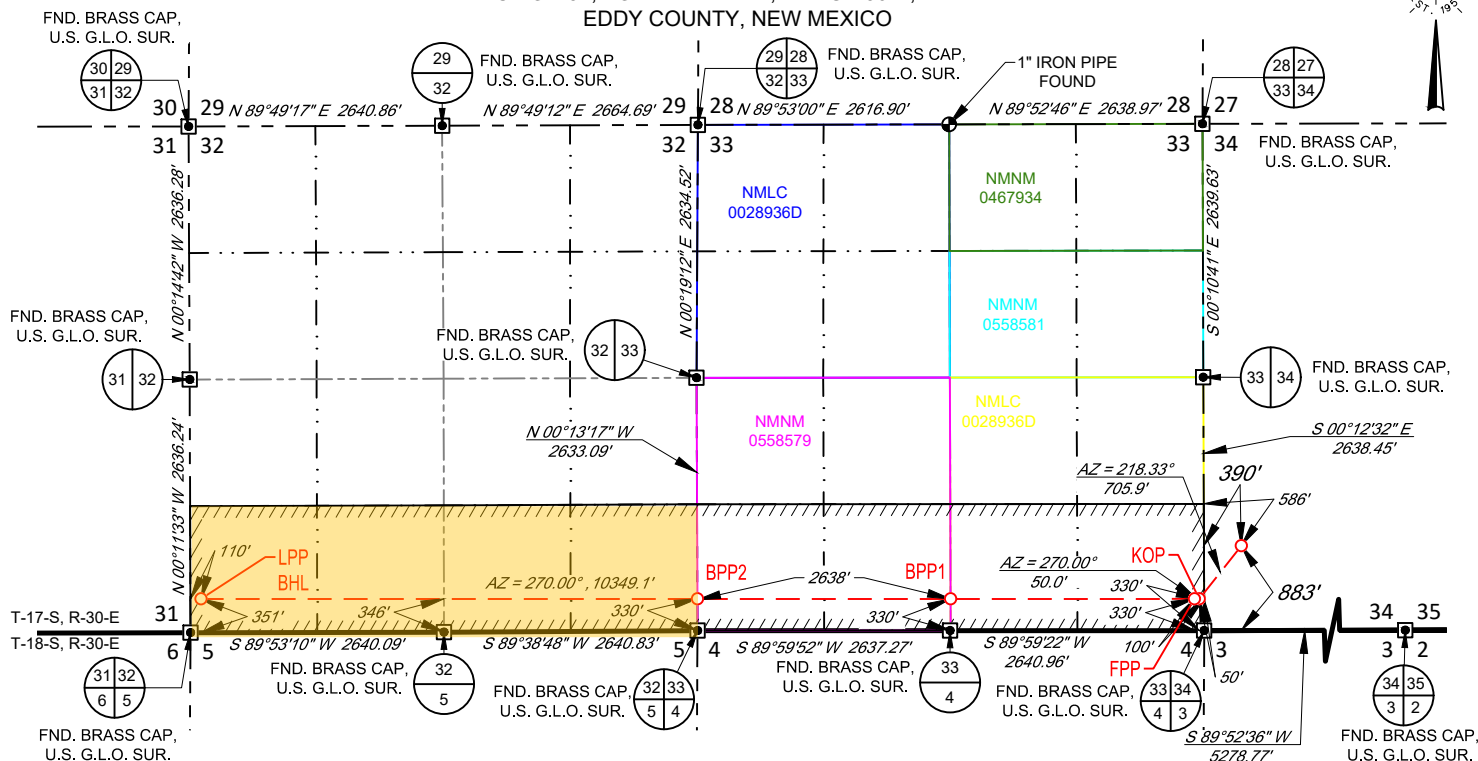 EDDY COUNTY, NEW MEXICO
FND. BRASS CAP,
U.S. G.L.O. SUR.
30 29
31 32
29
32
FND. BRASS CAP,
U.S. G.L.O. SUR.
29 28
32 33
FND. BRASS CAP,
U.S. G.L.O. SUR.
1" IRON PIPE
FOUND
28 27
33 34
FND. BRASS CAP,
U.S. G.L.O. SUR.
30 29
31 32
N 89°49'17" E 2640.86'
N 89°49'12" E 2664.69'
29 28
32 33
N 89°53'00" E 2616.90'
N 89°52'46" E 2638.97'
28 27
33 34
N 00°14'42" W 2636.28'
N 00°19'12" E 2634.52'
S 00°10'41" E 2639.63'
NMLC
0028936D
NMNM
0467934
NMNM
0558581
FND. BRASS CAP,
U.S. G.L.O. SUR.
31 32
FND. BRASS CAP,
U.S. G.L.O. SUR.
32 33
33 34
FND. BRASS CAP,
U.S. G.L.O. SUR.
NMNM
0558579
NMLC
0028936D
N 00°13'17" W
2633.09'
S 00°12'32" E
2638.45'
N 00°11'33" W 2636.24'
AZ = 218.33°
705.9'
390'
586'
110'
LPP
BHL
AZ = 270.00° , 10349.1'
BPP2
2638'
BPP1
AZ = 270.00°
50.0'
KOP
351'
346'
330'
330'
330'
330'
883'
T-17-S, R-30-E
T-18-S, R-30-E
31
6 5
S 89°53'10" W 2640.09'
S 89°38'48" W 2640.83'
5 4
S 89°59'52" W 2637.27'
S 89°59'22" W
2640.96'
100'
FPP
4 3
50'
34 35
3 2
31 32
6 5
FND. BRASS CAP,
U.S. G.L.O. SUR.
FND. BRASS CAP,
U.S. G.L.O. SUR.
32
5
FND. BRASS CAP,
U.S. G.L.O. SUR.
32 33
5 4
FND. BRASS CAP,
U.S. G.L.O. SUR.
33
4
FND. BRASS CAP,
U.S. G.L.O. SUR.
33 34
4 3
S 89°52'36" W
5278.77'
34 35
3 2
FND. BRASS CAP,
U.S. G.L.O. SUR.